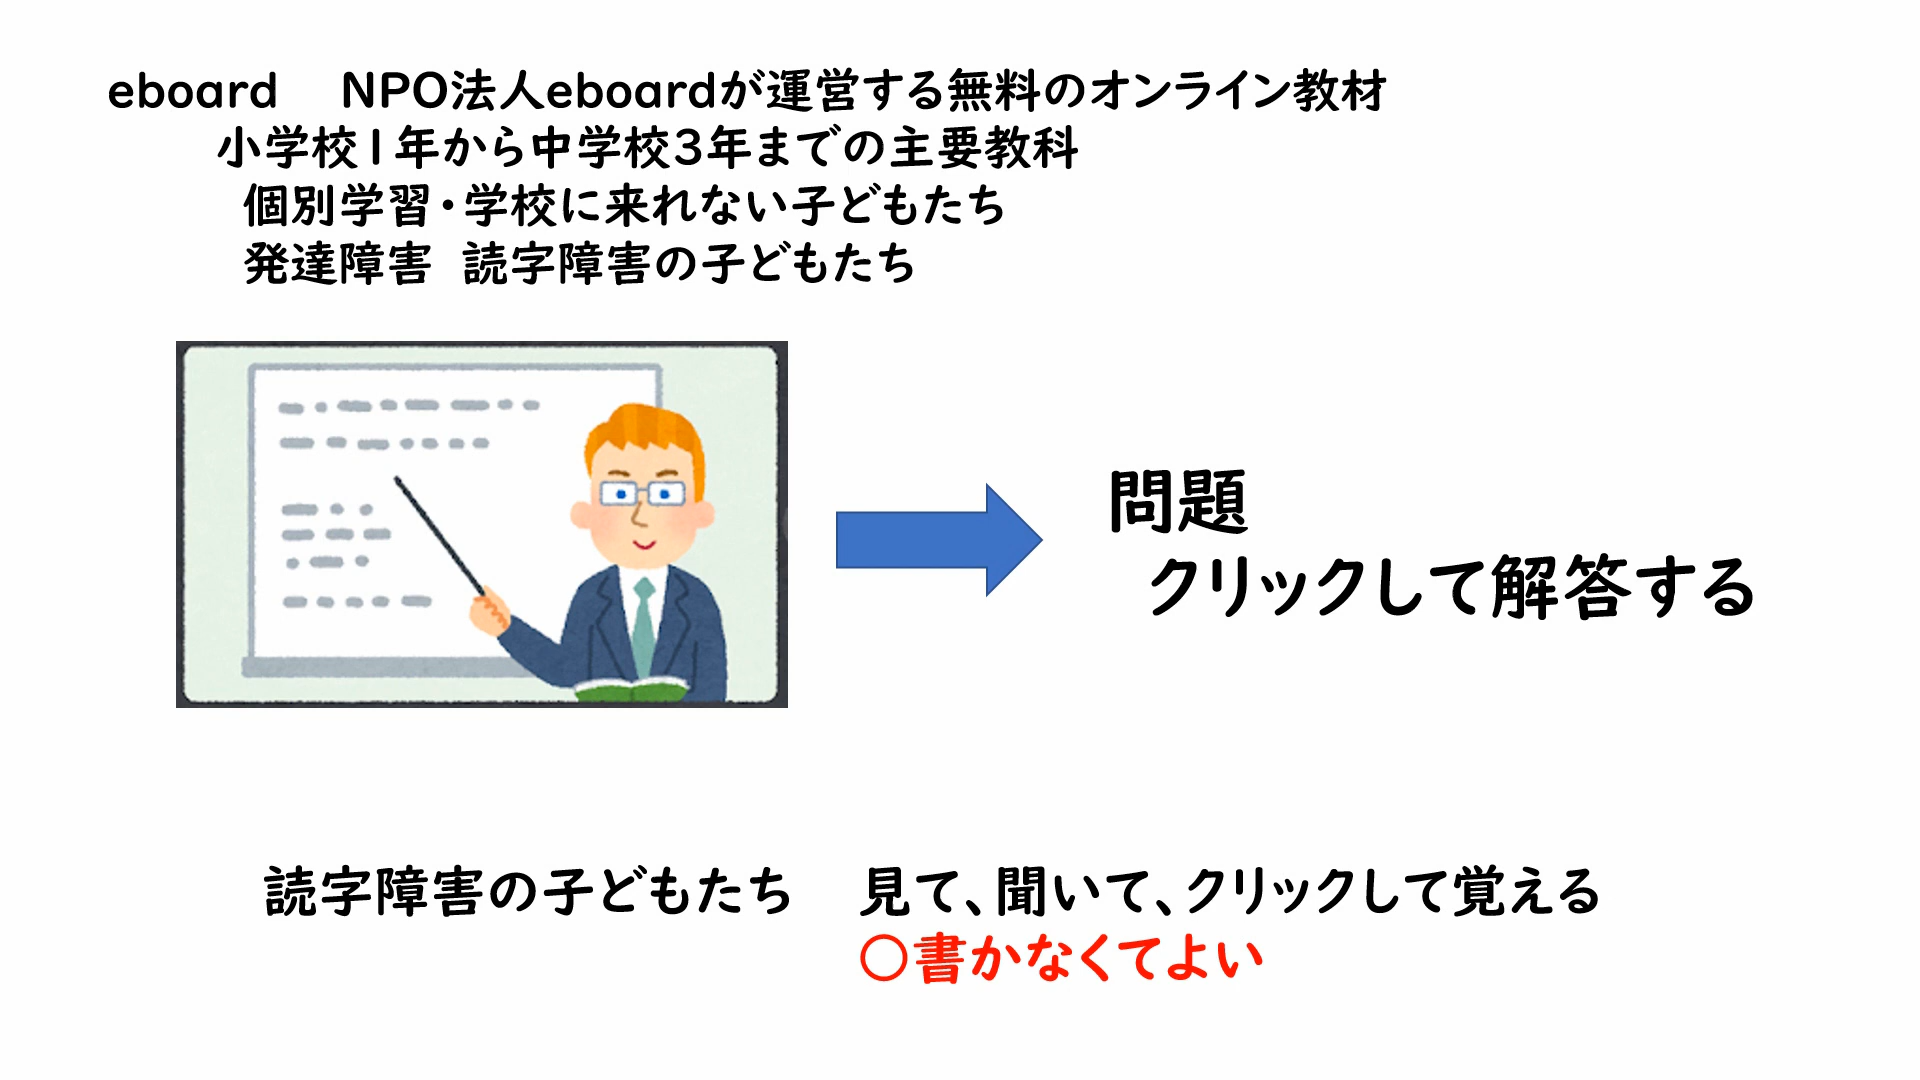 eboard　NPO法人eboardが運営する無料のオンライン教材
小学校1年から中学校3年までの主要教科
個別学習・学校に来れない子どもたち
発達障害　読字障害の子どもたち
問題
クリックして解答する
読字障害の子どもたち　見て、聞いて、クリックして覚える
〇書かなくてよい